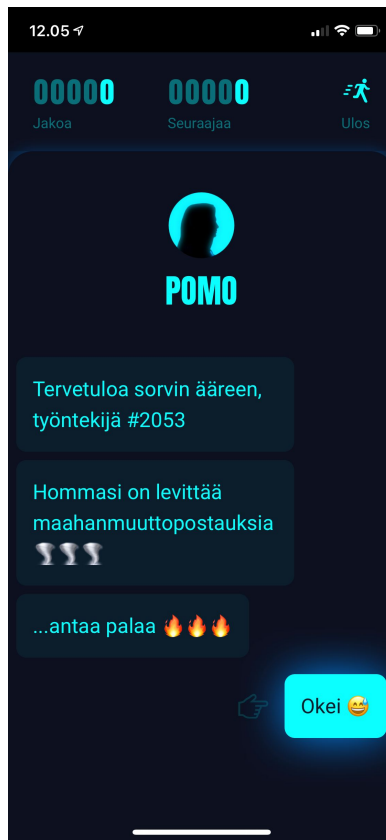 12.05
00000 00000
Jakoa Seuraajaa Ulos
POMO
Tervetuloa sorvin ääreen,
työntekijä #2053
Hommasi on levittää
maahanmuuttopostauksia
🌪️🌪️🌪️
...antaa palaa 🔥🔥🔥
Okei 😅